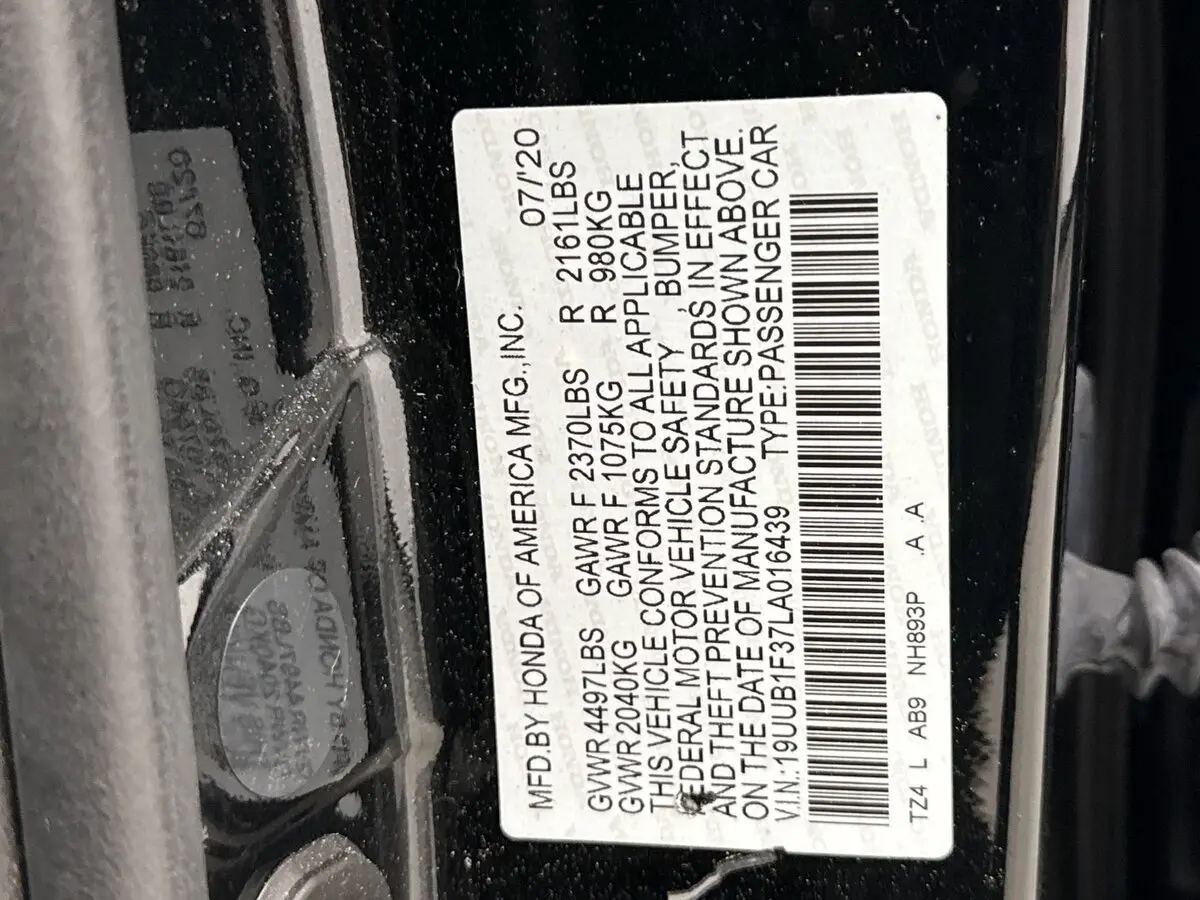 MFD.BY HONDA OF AMERICA MFG.,INC. 07/'20
GVWR 4497LBS GAWR F 2370LBS R 2161LBS
GVWR 2040KG GAWR F 1075KG R 980KG
THIS VEHICLE CONFORMS TO ALL APPLICABLE
FEDERAL MOTOR VEHICLE SAFETY , BUMPER,
AND THEFT PREVENTION STANDARDS, IN EFFECT
ON THE DATE OF MANUFACTURE SHOWN ABOVE.
V.I.N.:19UUB1F37LA016439 TYPE:PASSENGER CAR
TZ4 L AB9 NH893P .A .A